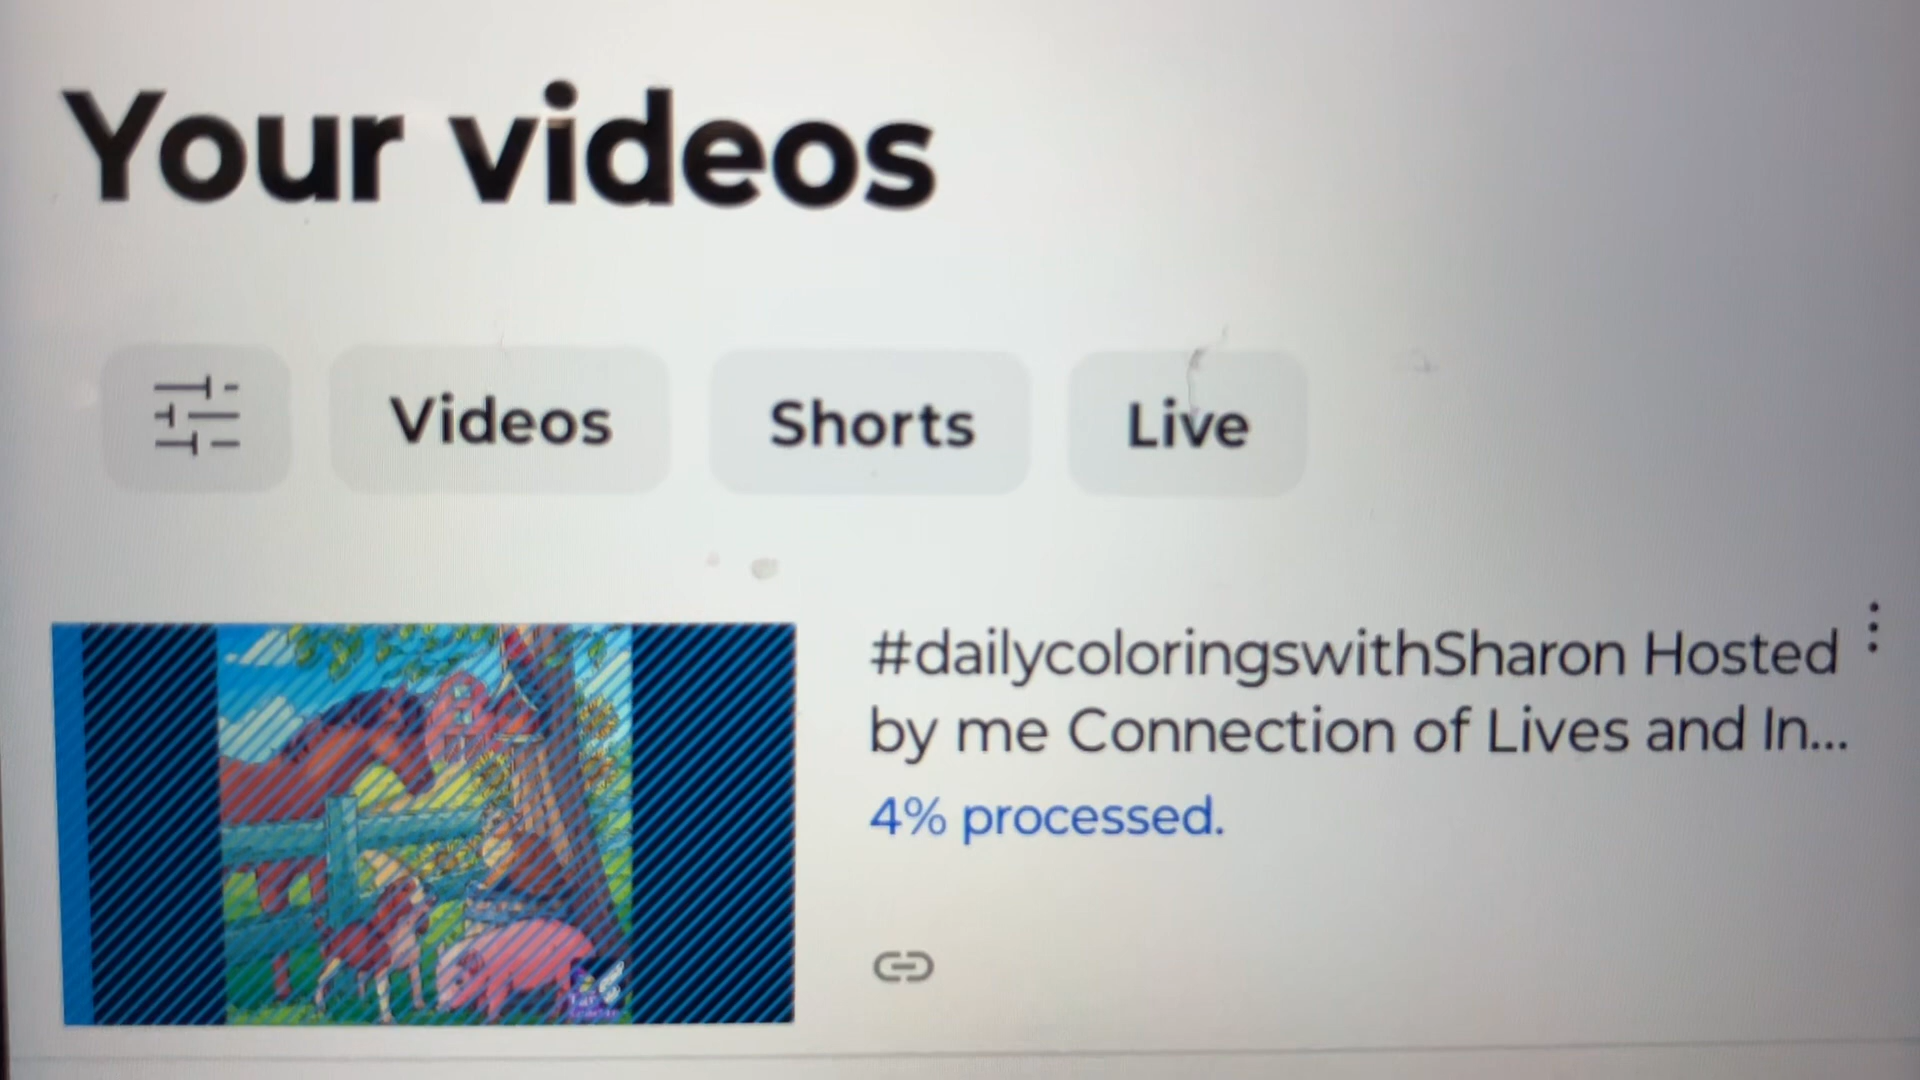 Your videos
Videos
Shorts
Live
#dailycoloringswithSharon Hosted
by me Connection of Lives and In...
4% processed.